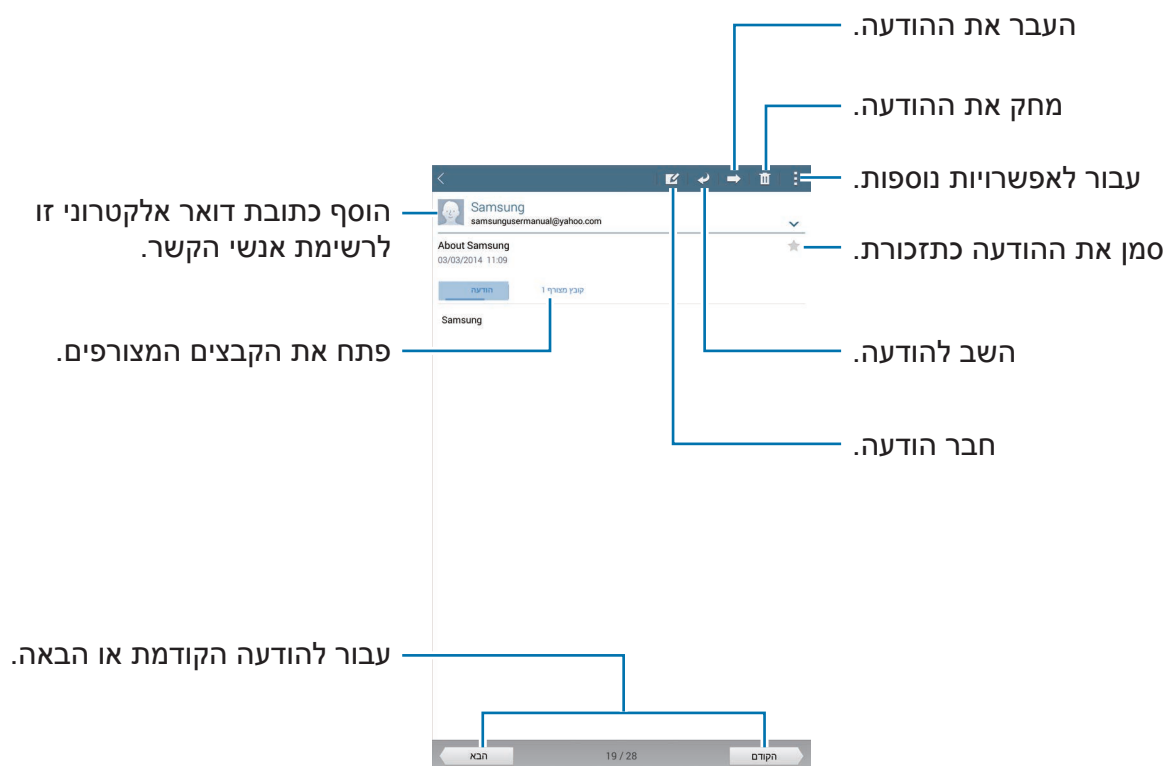 העבר את ההודעה.
מחק את ההודעה.
עבור לאפשרויות נוספות.
הוסף כתובת דואר אלקטרוני זו
לרשימת אנשי הקשר.
Samsung
samsungusermanual@yahoo.com
סמן את ההודעה כתזכורת.
About Samsung
03/03/2014 11:09
הודעה
קובץ מצורף 1
Samsung
פתח את הקבצים המצורפים.
השב להודעה.
חבר הודעה.
עבור להודעה הקודמת או הבאה.
הקודם
19 / 28
הבא